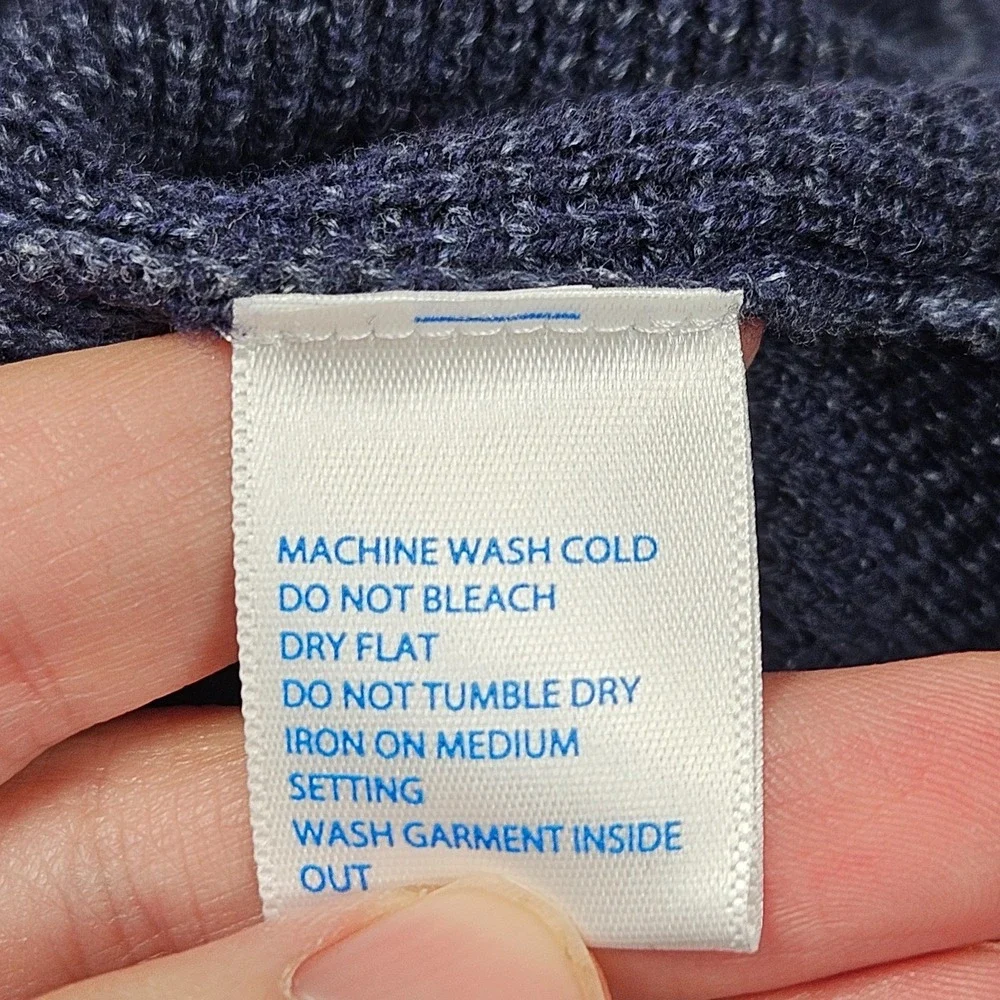 MACHINE WASH COLD
DO NOT BLEACH
DRY FLAT
DO NOT TUMBLE DRY
IRON ON MEDIUM
SETTING
WASH GARMENT INSIDE
OUT